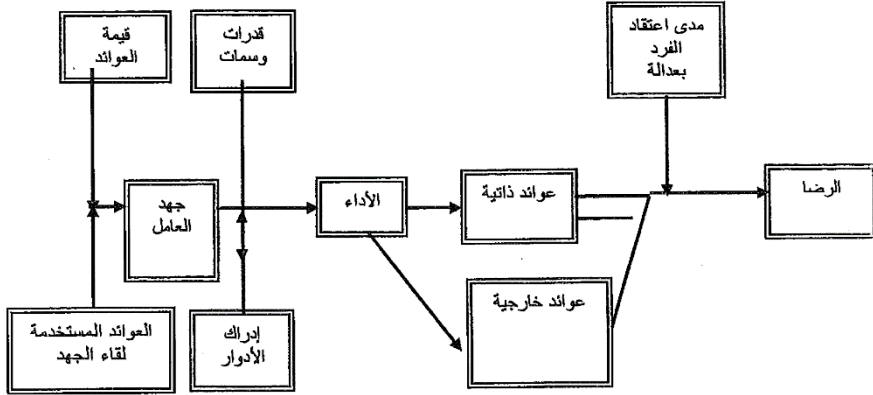 قيمة
العوائد
قدرات
وسمات
مدى اعتقاد
الفرد
بعدالة
جهد
العامل
الأداء
عوائد ذاتية
الرضا
عوائد خارجية
العوائد المستخدمة
لقاء الجهد
إدراك
الأدوار